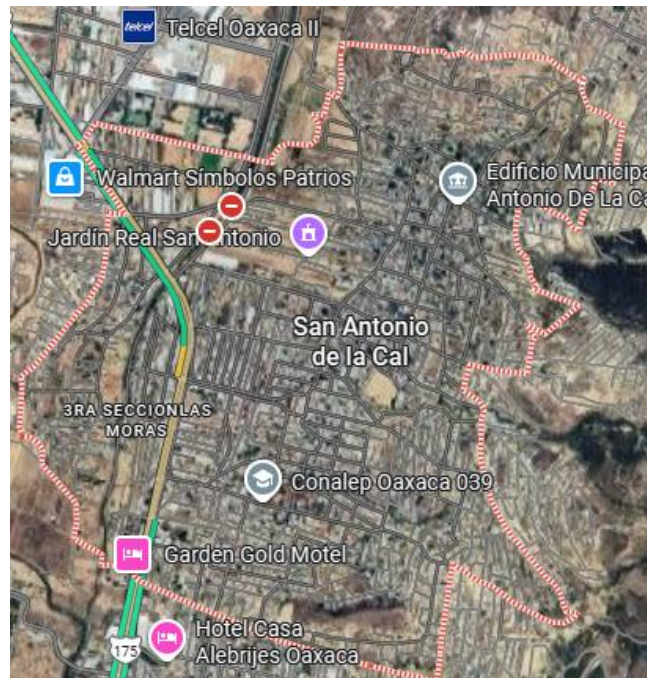 telcel Telcel Oaxaca II
Walmart Símbolos Patrios
Edificio Municipa
Antonio De La Ca
Jardín Real San Antonio
San Antonio
de la Cal
3RA SECCIONLAS
MORAS
Conalep Oaxaca 039
Garden Gold Motel
Hotel Casa
Alebrijes Oaxaca
175